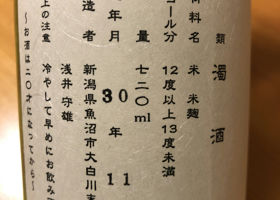 類 濁 酒
料名 米 米麹
コール分 12度以上13度未満
量 七二〇ml
年月 30年11
造者 新潟県魚沼市大白川
浅井守雄
上の注意 冷やして早めにお飲み
～お酒は二〇才になってから～